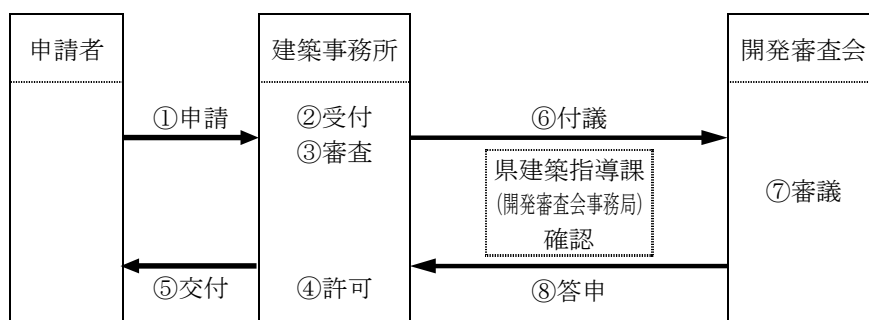 申請者
建築事務所
開発審査会
①申請
②受付
③審査
⑥付議
県建築指導課
(開発審査会事務局)
確認
⑦審議
⑤交付
④許可
⑧答申